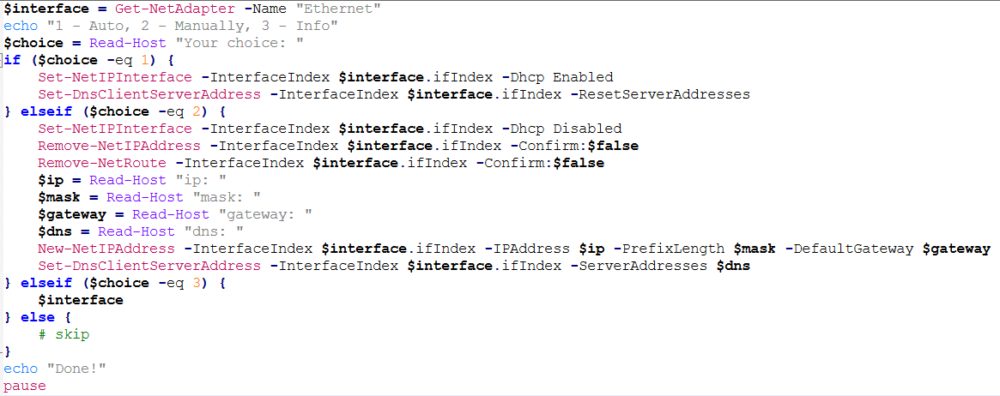 $interface = Get-NetAdapter -Name "Ethernet"
echo "1 - Auto, 2 - Manually, 3 - Info"
$choice = Read-Host "Your choice: "
if ($choice -eq 1) {
    Set-NetIPInterface -InterfaceIndex $interface.ifIndex -Dhcp Enabled
    Set-DnsClientServerAddress -InterfaceIndex $interface.ifIndex -ResetServerAddresses
} elseif ($choice -eq 2) {
    Set-NetIPInterface -InterfaceIndex $interface.ifIndex -Dhcp Disabled
    Remove-NetIPAddress -InterfaceIndex $interface.ifIndex -Confirm:$false
    Remove-NetRoute -InterfaceIndex $interface.ifIndex -Confirm:$false
    $ip = Read-Host "ip: "
    $mask = Read-Host "mask: "
    $gateway = Read-Host "gateway: "
    $dns = Read-Host "dns: "
    New-NetIPAddress -InterfaceIndex $interface.ifIndex -IPAddress $ip -PrefixLength $mask -DefaultGateway $gateway
    Set-DnsClientServerAddress -InterfaceIndex $interface.ifIndex -ServerAddresses $dns
} elseif ($choice -eq 3) {
    $interface
} else {
    # skip
}
echo "Done!"
pause